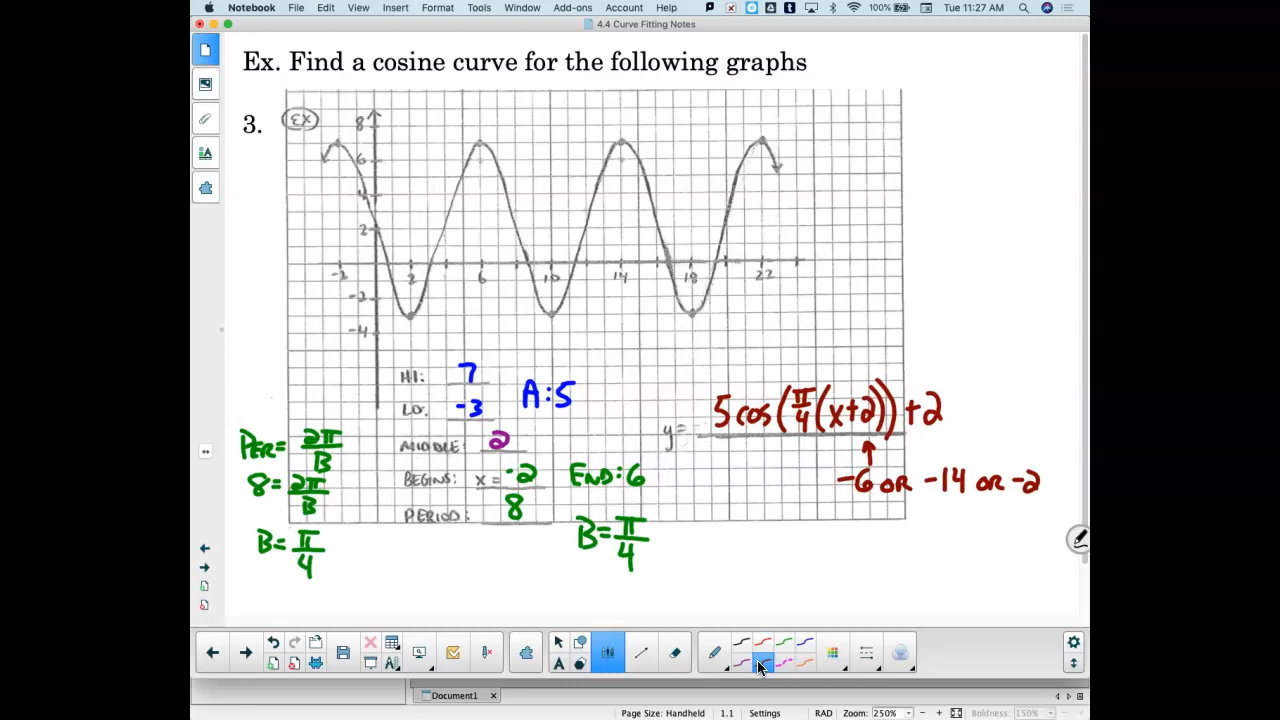 Notebook File Edit View Insert Format Tools Window Add-ons Account Help 100% Tue 11:27 AM
4.4 Curve Fitting Notes
Ex. Find a cosine curve for the following graphs
3. EX
8
6
4
2
-2 2 6 10 14 18 22
-2
-4
HI: 7
LO: -3
A:5
MIDDLE: 2
BEGINS: x = -2
END: 6
PERIOD: 8
B = π/4
PER = 2π/B
8 = 2π/B
B = π/4
y = 5 cos(π/4(x+2))+2
-6 OR -14 OR -2
Document1
Page Size: Handheld 1.1 Settings RAD Zoom: 250% Boldness: 150%